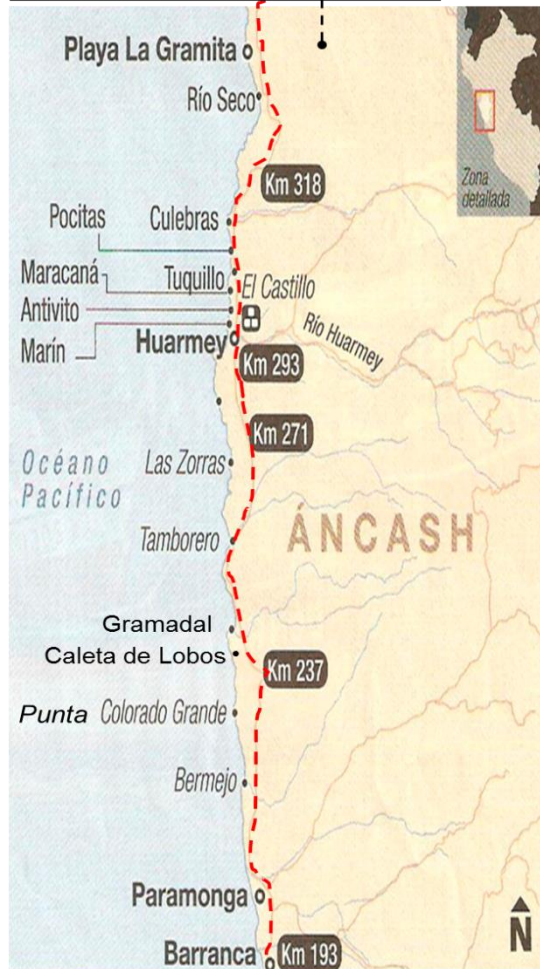 Playa La Gramita
Río Seco
Zona
detallada
Km 318
Pocitas
Culebras
Maracaná
Tuquillo
El Castillo
Antivito
Marín
Huarmey
Río Huarmey
Km 293
Km 271
Océano
Pacífico
Las Zorras
ÁNCASH
Tamborero
Gramadal
Caleta de Lobos
Km 237
Punta Colorado Grande
Bermejo
Paramonga
Barranca
Km 193
N